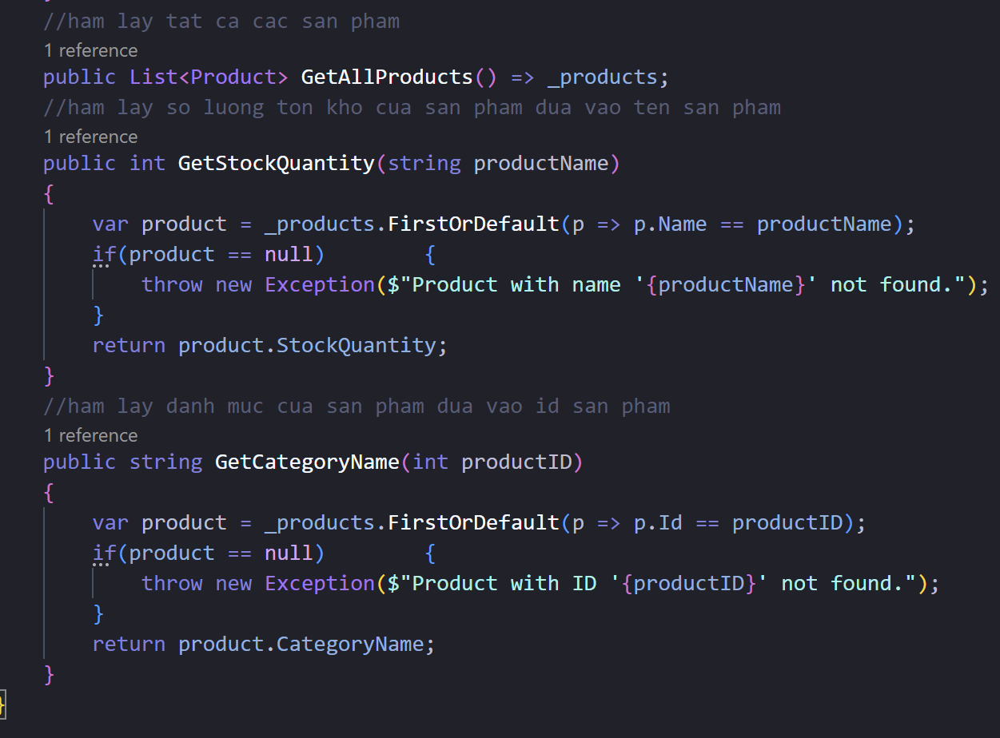 //ham lay tat ca cac san pham
1 reference
public List<Product> GetAllProducts() => _products;
//ham lay so luong ton kho cua san pham dua vao ten san pham
1 reference
public int GetStockQuantity(string productName)
{
    var product = _products.FirstOrDefault(p => p.Name == productName);
    if(product == null)        {
        throw new Exception($"Product with name '{productName}' not found.");
    }
    return product.StockQuantity;
}
//ham lay danh muc cua san pham dua vao id san pham
1 reference
public string GetCategoryName(int productID)
{
    var product = _products.FirstOrDefault(p => p.Id == productID);
    if(product == null)        {
        throw new Exception($"Product with ID '{productID}' not found.");
    }
    return product.CategoryName;
}
}